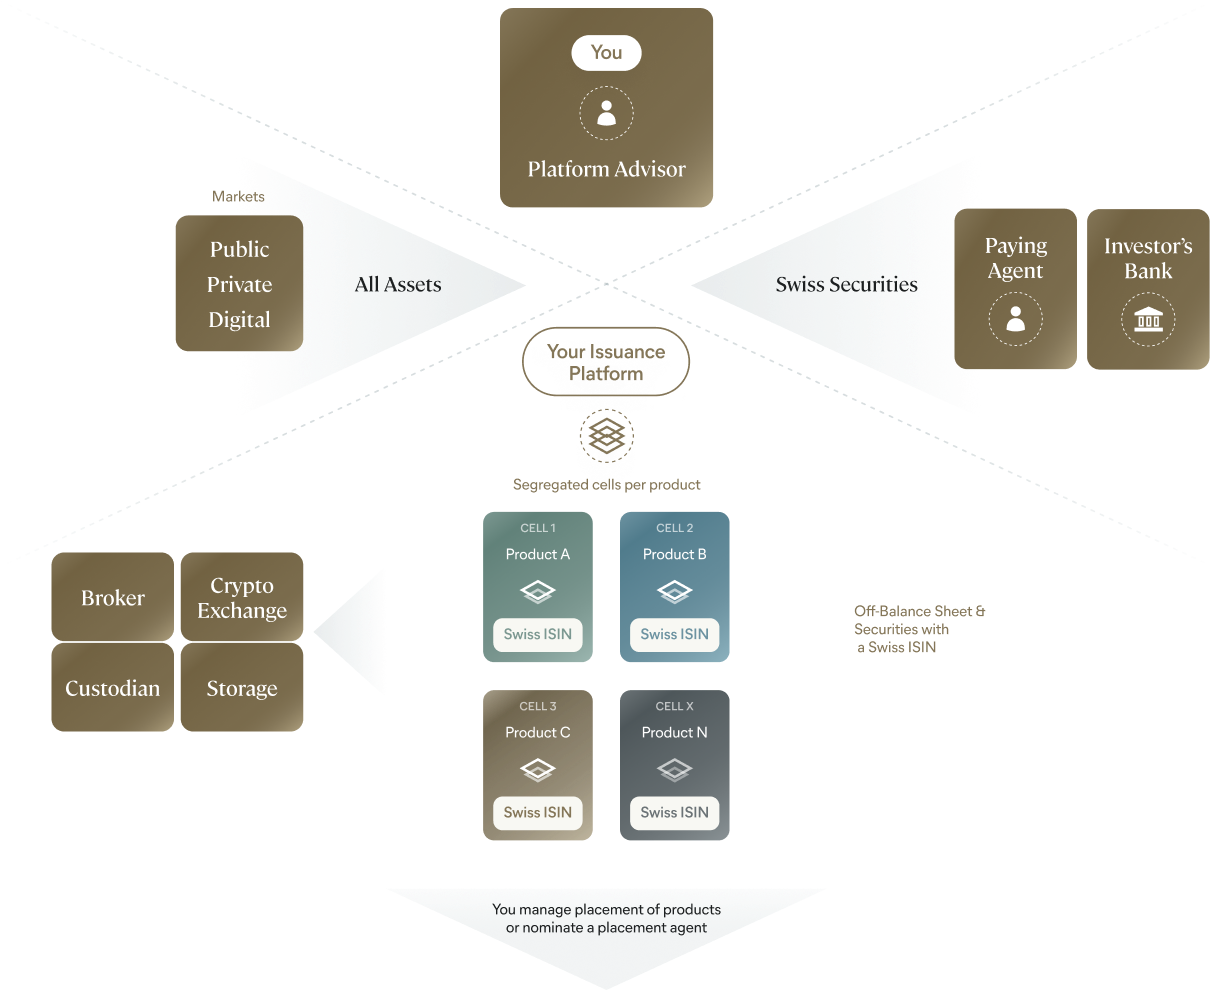 You
Platform Advisor
Markets
Public
Private
Digital
All Assets
Swiss Securities
Paying
Agent
Investor’s
Bank
Your Issuance
Platform
Segregated cells per product
CELL 1
Product A
Swiss ISIN
CELL 2
Product B
Swiss ISIN
Broker
Crypto
Exchange
Custodian
Storage
Off-Balance Sheet &
Securities with
a Swiss ISIN
CELL 3
Product C
Swiss ISIN
CELL X
Product N
Swiss ISIN
You manage placement of products
or nominate a placement agent